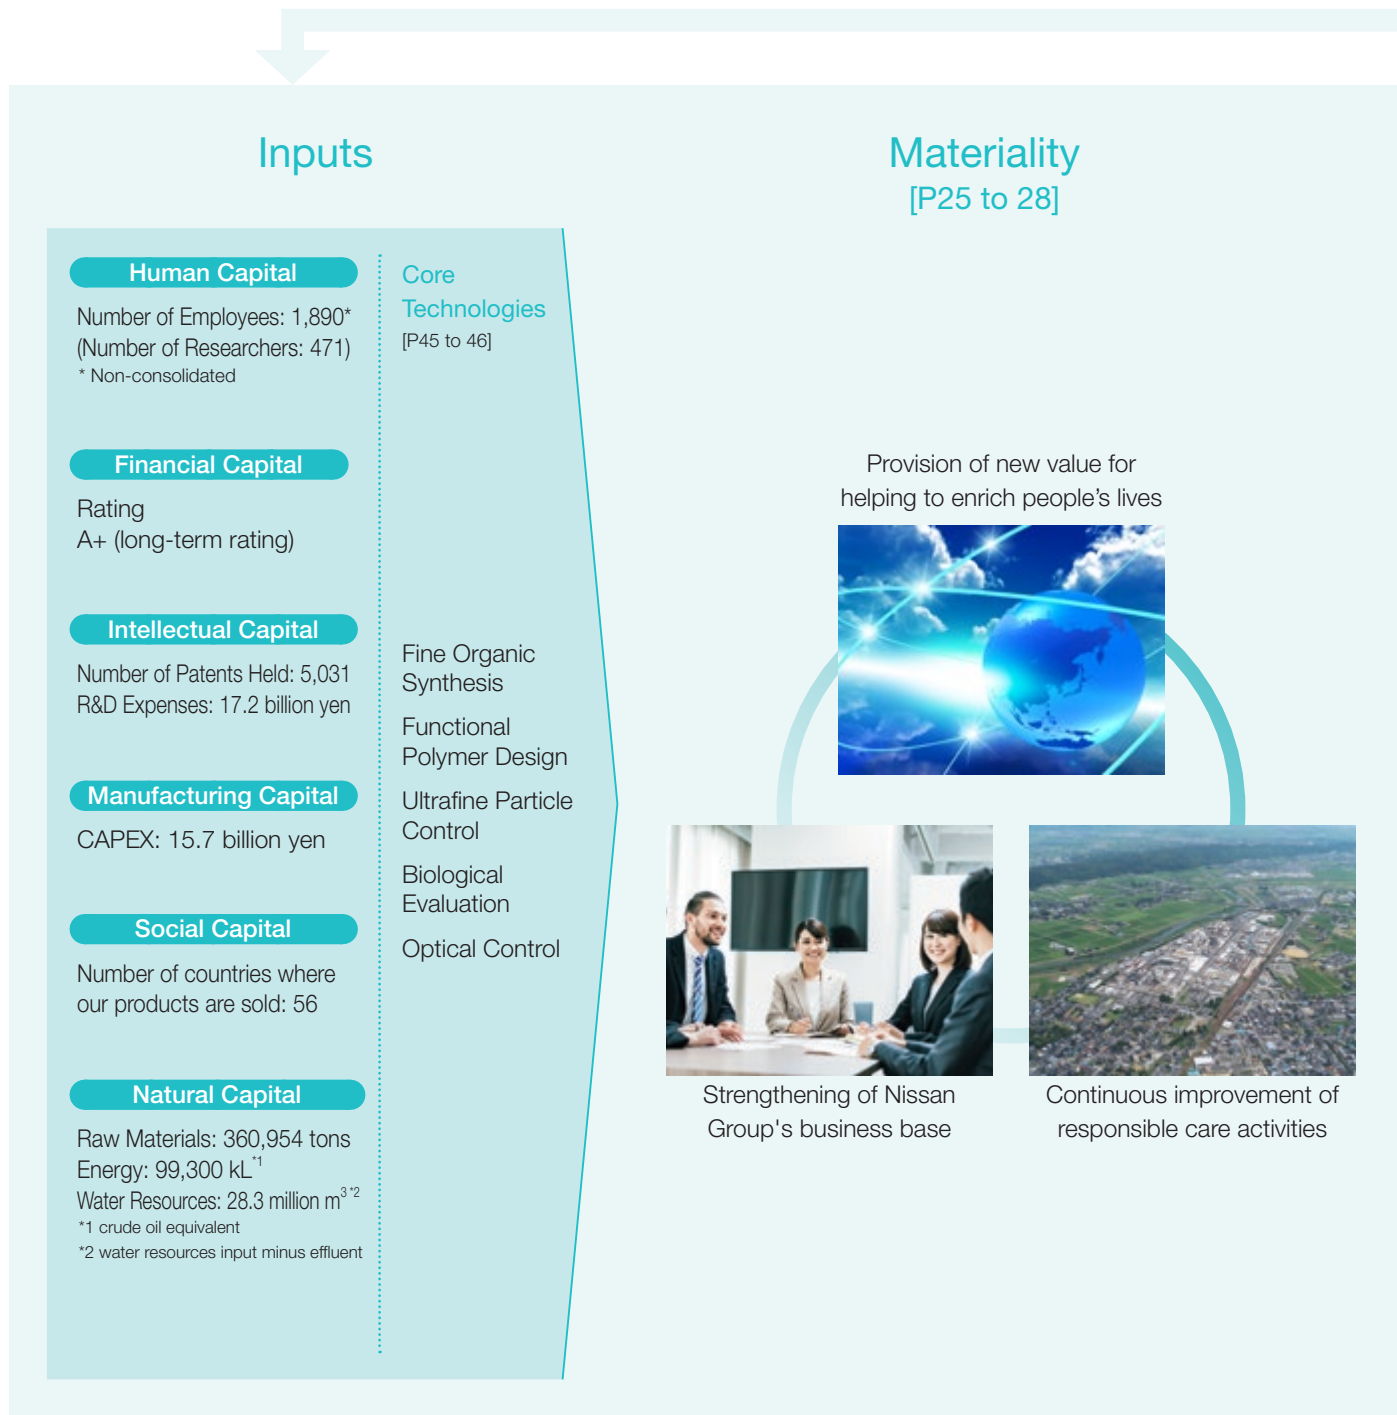 Inputs
Human Capital
Number of Employees: 1,890*
(Number of Researchers: 471)
* Non-consolidated
Financial Capital
Rating
A+ (long-term rating)
Intellectual Capital
Number of Patents Held: 5,031
R&D Expenses: 17.2 billion yen
Manufacturing Capital
CAPEX: 15.7 billion yen
Social Capital
Number of countries where
our products are sold: 56
Natural Capital
Raw Materials: 360,954 tons
Energy: 99,300 kL*1
Water Resources: 28.3 million m3 *2
*1 crude oil equivalent
*2 water resources input minus effluent
Core
Technologies
[P45 to 46]
Fine Organic
Synthesis
Functional
Polymer Design
Ultrafine Particle
Control
Biological
Evaluation
Optical Control
Materiality
[P25 to 28]
Provision of new value for
helping to enrich people’s lives
Strengthening of Nissan
Group's business base
Continuous improvement of
responsible care activities